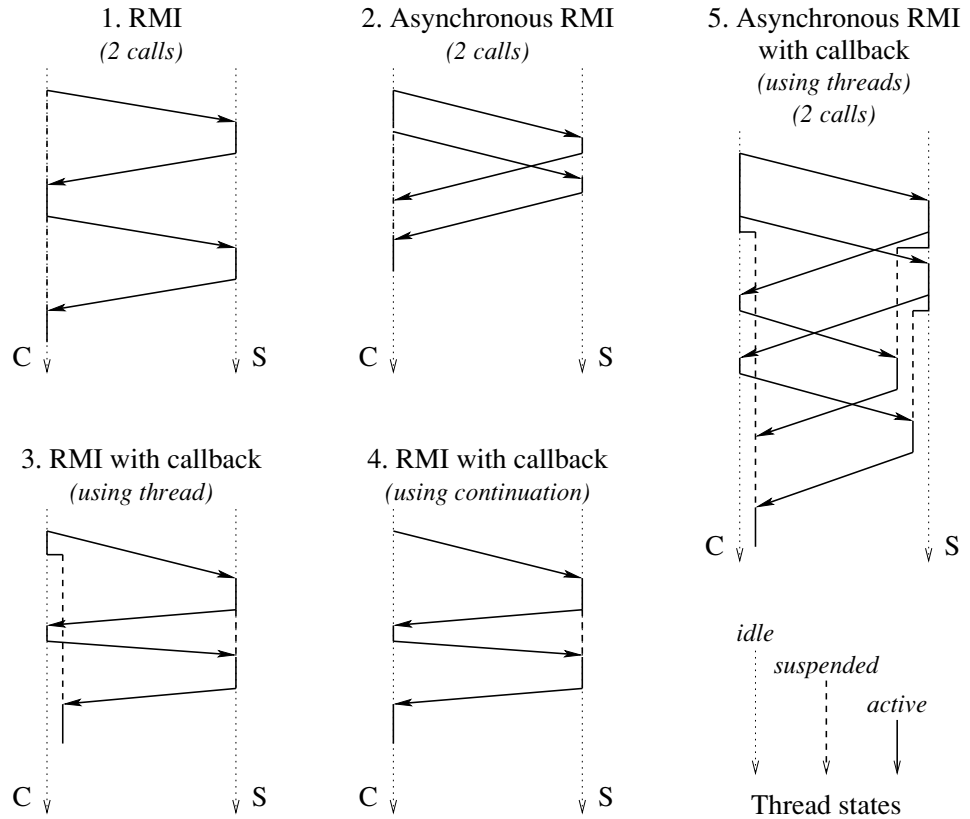 1. RMI
(2 calls)
C
S
2. Asynchronous RMI
(2 calls)
C
S
5. Asynchronous RMI
with callback
(using threads)
(2 calls)
C
S
3. RMI with callback
(using thread)
C
S
4. RMI with callback
(using continuation)
C
S
idle
suspended
active
Thread states